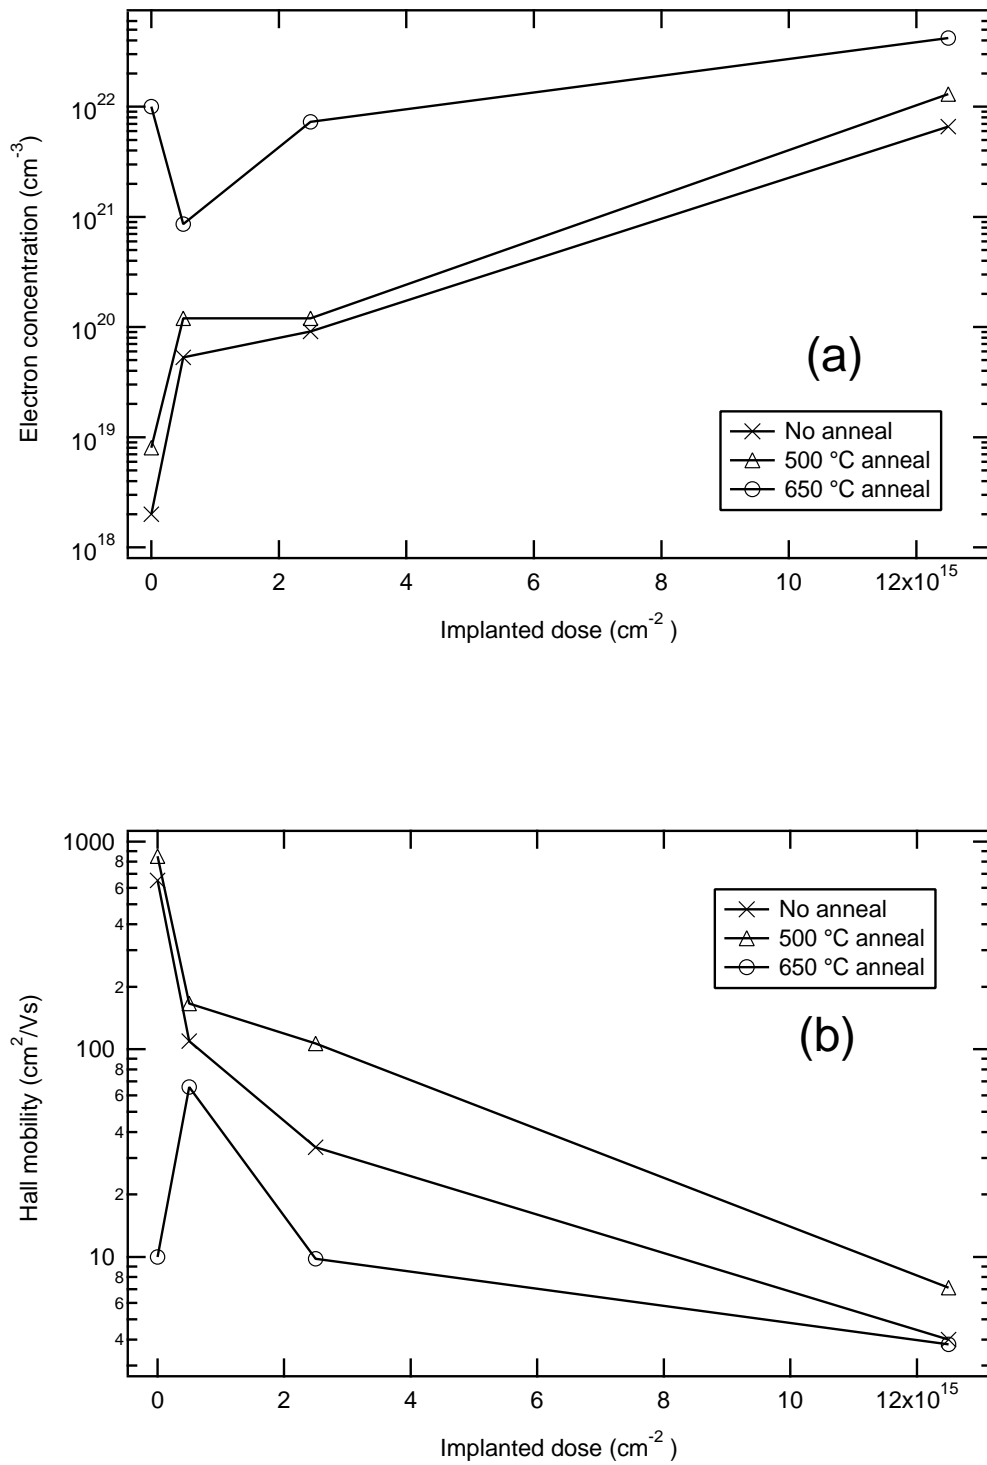 Electron concentration (cm-3)
10^22
10^21
10^20
10^19
10^18
(a)
No anneal
500 °C anneal
650 °C anneal
0 2 4 6 8 10 12x10^15
Implanted dose (cm-2 )
Hall mobility (cm2/Vs)
1000
8
6
4
2
100
8
6
4
2
10
8
6
4
No anneal
500 °C anneal
650 °C anneal
(b)
0 2 4 6 8 10 12x10^15
Implanted dose (cm-2 )